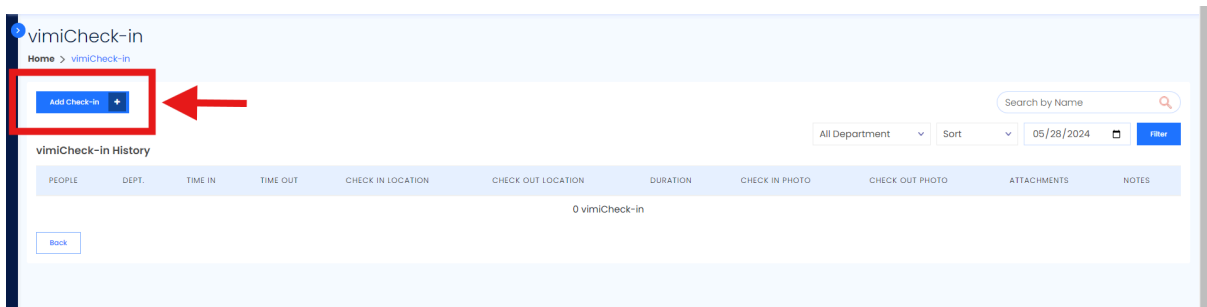 vimiCheck-in
Home > vimiCheck-in
Add Check-in +
Search by Name
All Department Sort 05/28/2024 Filter
vimiCheck-in History
PEOPLE DEPT. TIME IN TIME OUT CHECK IN LOCATION CHECK OUT LOCATION DURATION CHECK IN PHOTO CHECK OUT PHOTO ATTACHMENTS NOTES
0 vimiCheck-in
Back